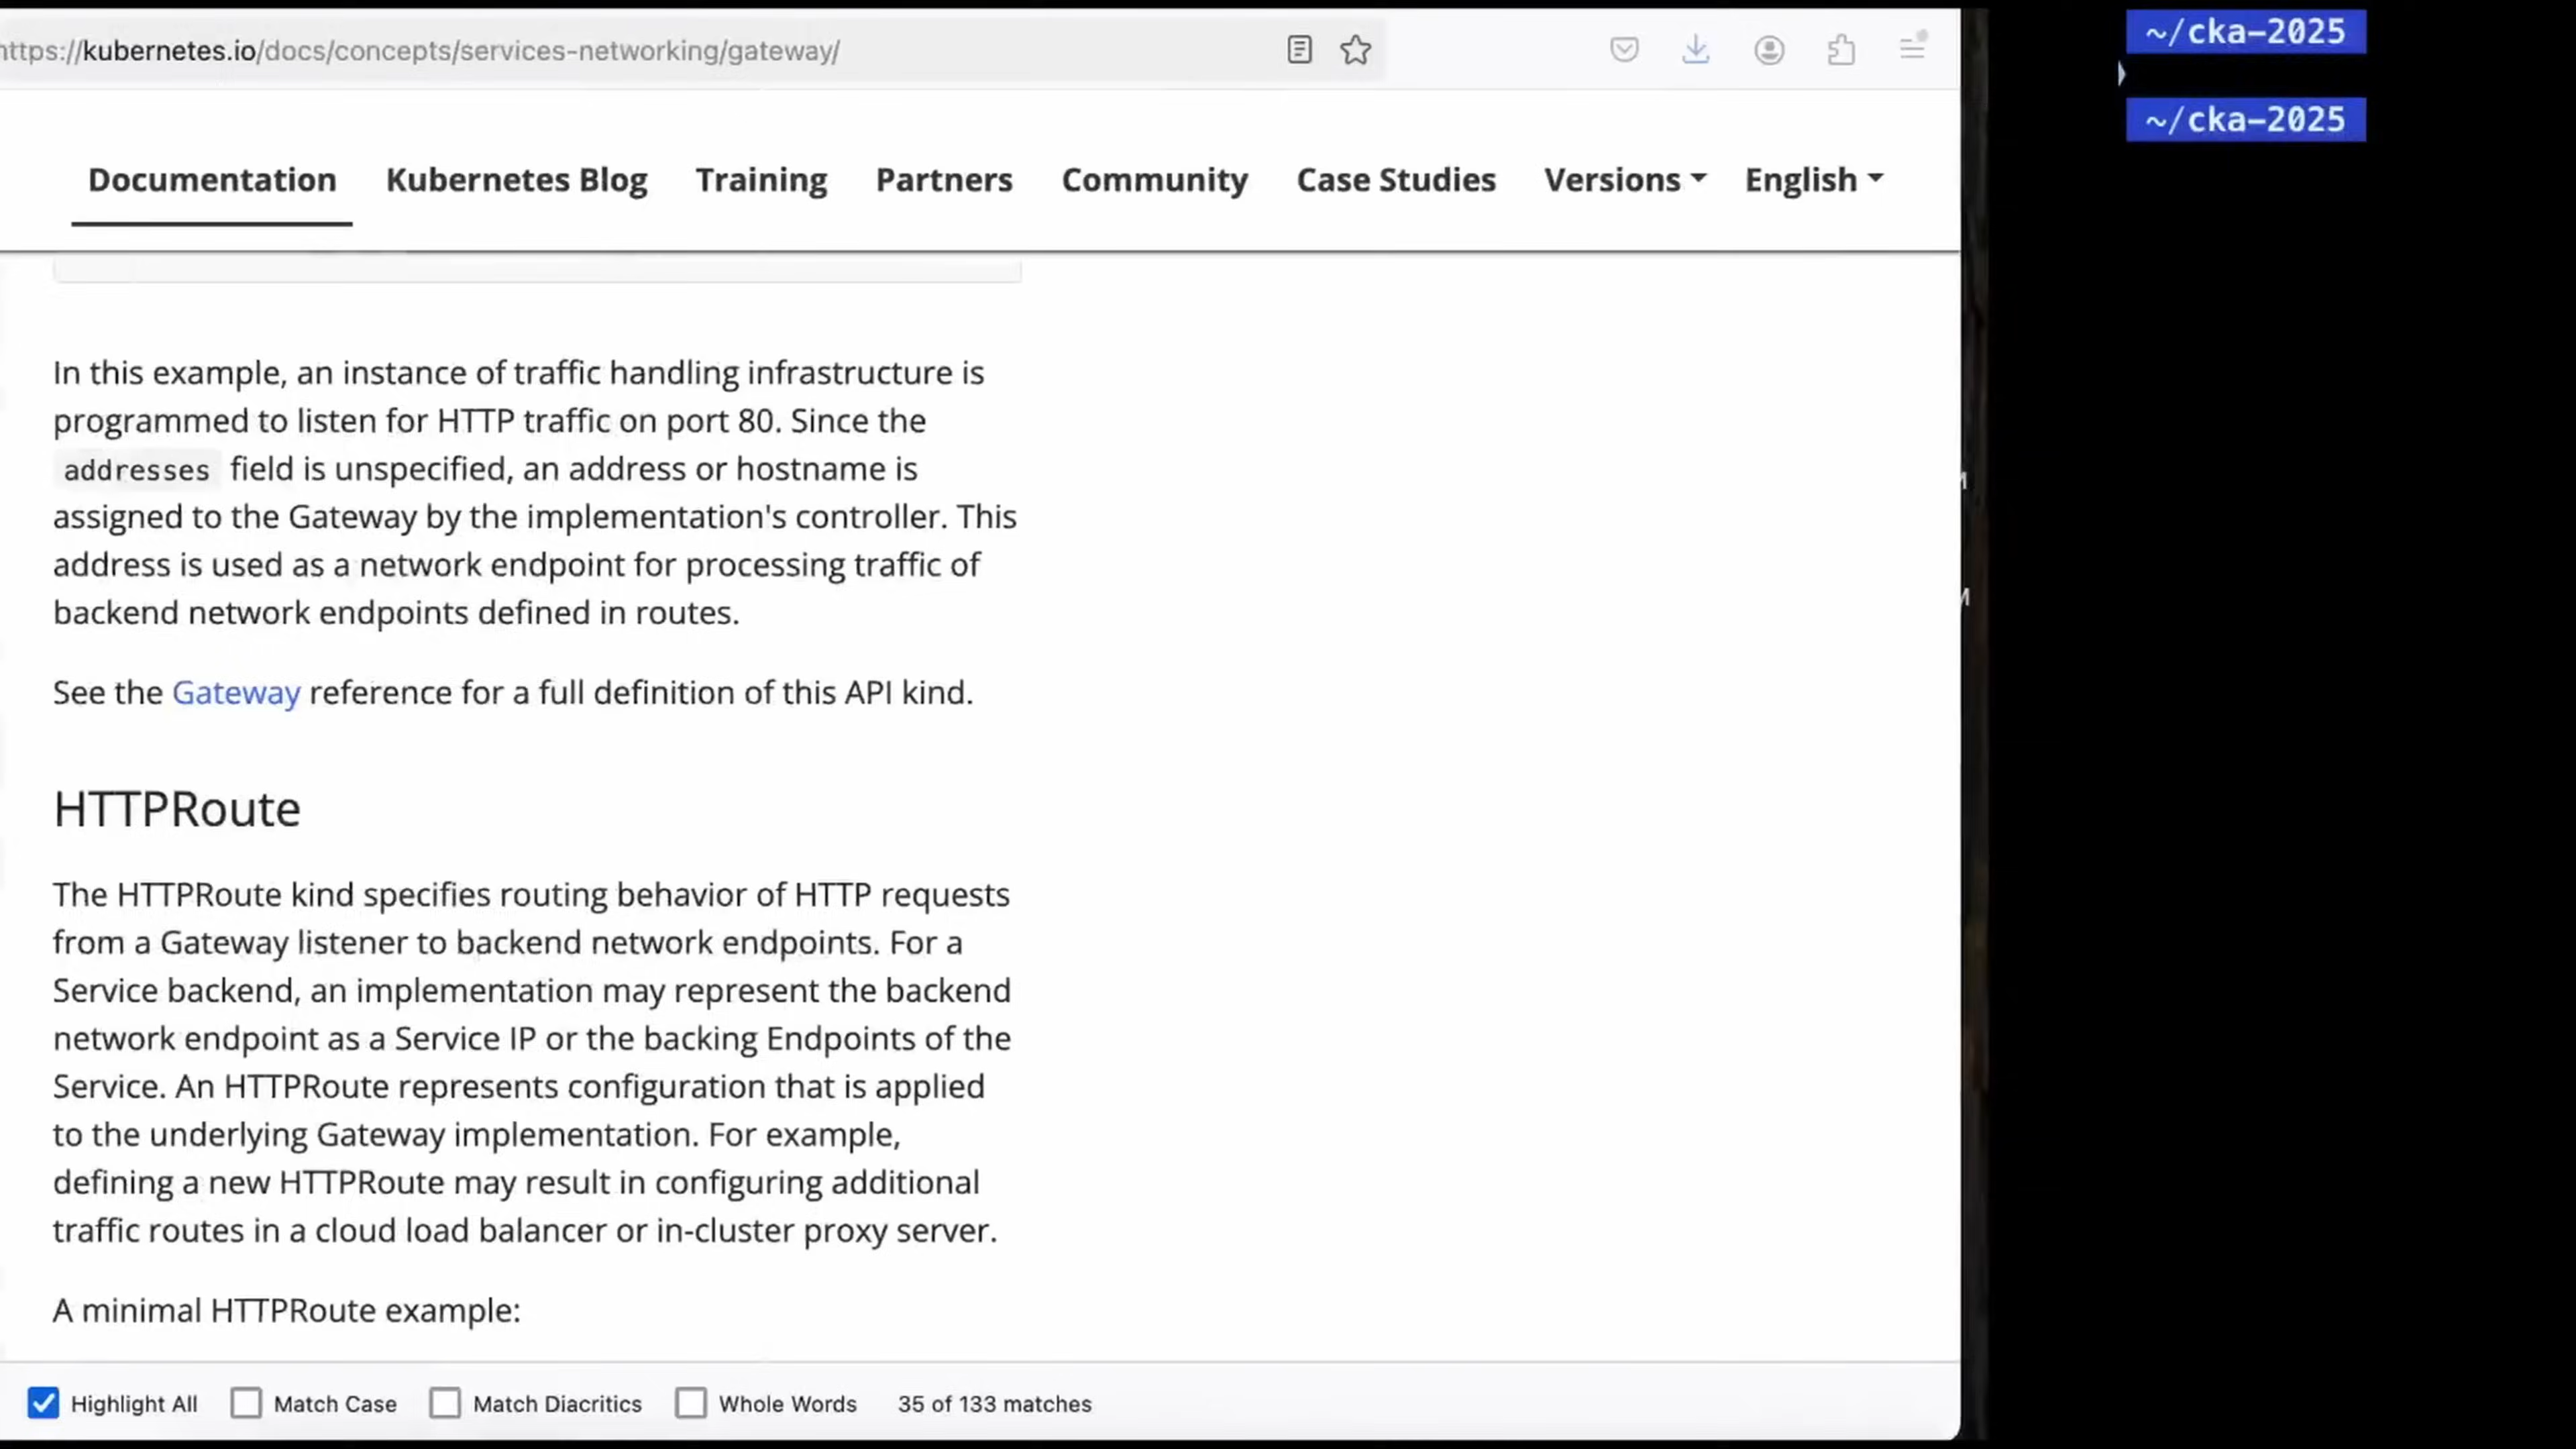 https://kubernetes.io/docs/concepts/services-networking/gateway/
Documentation Kubernetes Blog Training Partners Community Case Studies Versions English
In this example, an instance of traffic handling infrastructure is
programmed to listen for HTTP traffic on port 80. Since the
addresses field is unspecified, an address or hostname is
assigned to the Gateway by the implementation's controller. This
address is used as a network endpoint for processing traffic of
backend network endpoints defined in routes.
See the Gateway reference for a full definition of this API kind.
HTTPRoute
The HTTPRoute kind specifies routing behavior of HTTP requests
from a Gateway listener to backend network endpoints. For a
Service backend, an implementation may represent the backend
network endpoint as a Service IP or the backing Endpoints of the
Service. An HTTPRoute represents configuration that is applied
to the underlying Gateway implementation. For example,
defining a new HTTPRoute may result in configuring additional
traffic routes in a cloud load balancer or in-cluster proxy server.
A minimal HTTPRoute example:
Highlight All Match Case Match Diacritics Whole Words 35 of 133 matches
~/cka-2025
~/cka-2025